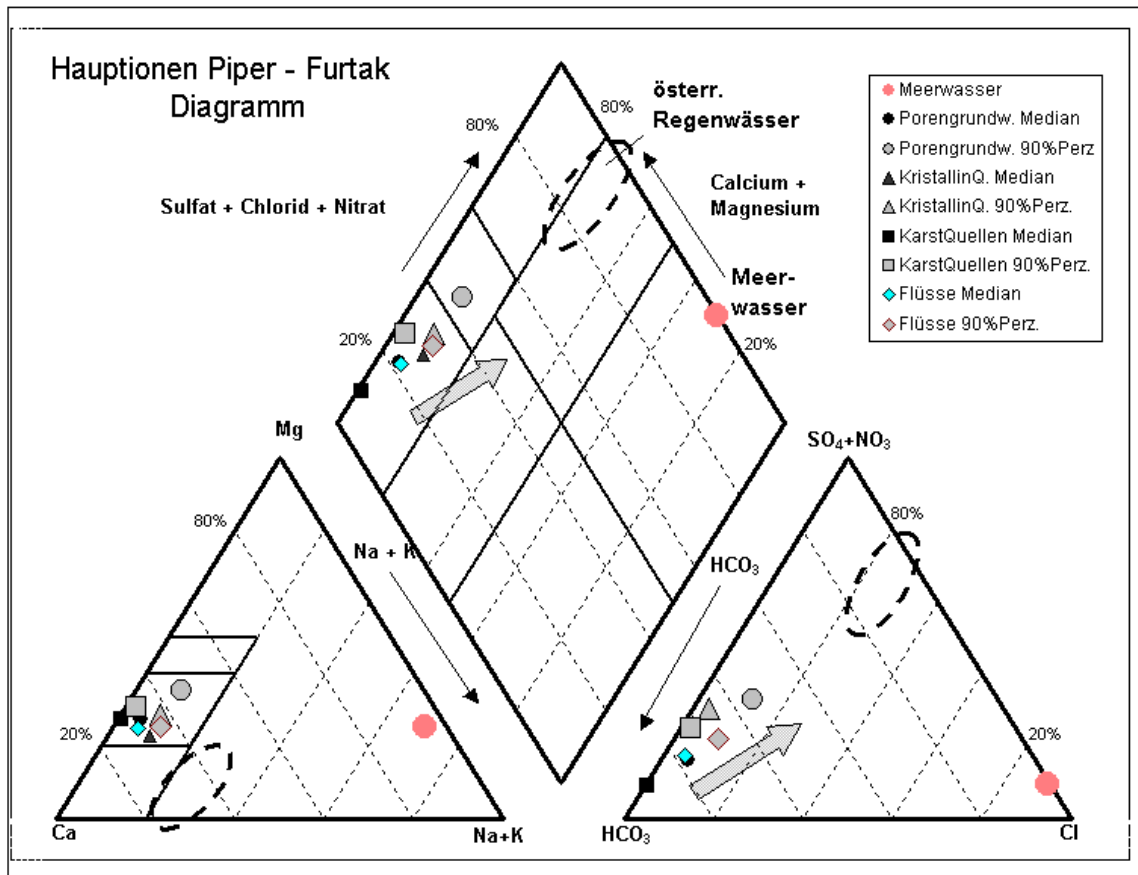 Hauptionen Piper - Furtak
Diagramm
österr.
Regenwässer
80%
80%
Sulfat + Chlorid + Nitrat
Calcium +
Magnesium
Meer-
wasser
20%
20%
Meerwasser
Porengrundw. Median
Porengrundw. 90%Perz
KristallinQ. Median
KristallinQ. 90%Perz.
KarstQuellen Median
KarstQuellen 90%Perz.
Flüsse Median
Flüsse 90%Perz.
Mg
80%
Na + K
20%
Ca
Na+K
SO₄+NO₃
80%
HCO₃
20%
HCO₃
Cl